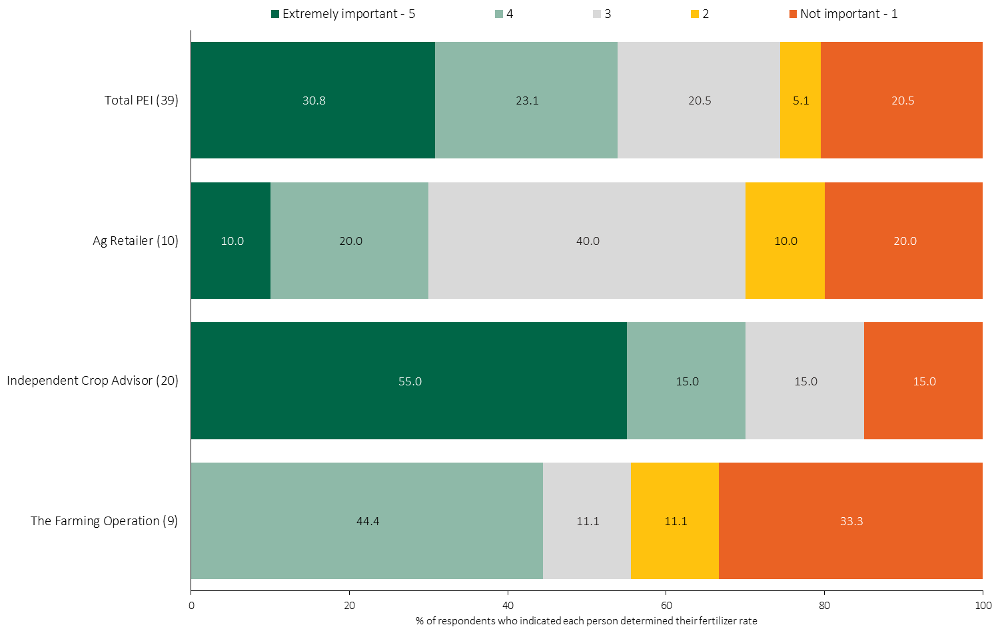 Extremely important - 5 4 3 2 Not important - 1
Total PEI (39) 30.8 23.1 20.5 5.1 20.5
Ag Retailer (10) 10.0 20.0 40.0 10.0 20.0
Independent Crop Advisor (20) 55.0 15.0 15.0 15.0
The Farming Operation (9) 44.4 11.1 11.1 33.3
0 20 40 60 80 100
% of respondents who indicated each person determined their fertilizer rate